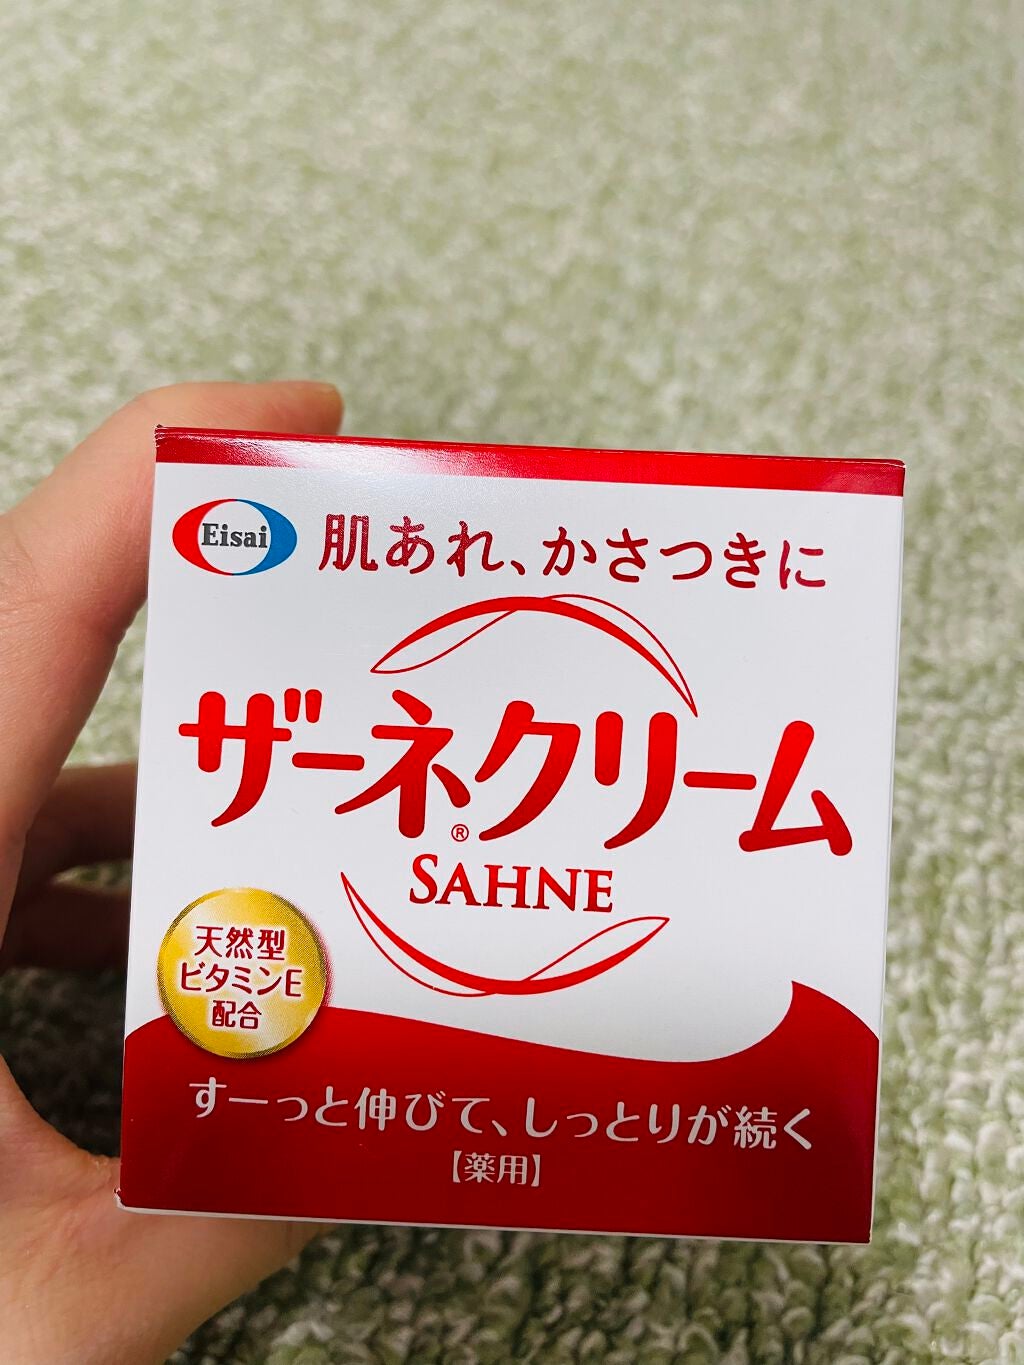 Eisai
肌あれ、かさつきに
ザーネクリーム
®
SAHNE
天然型
ビタミンE
配合
すーっと伸びて、しっとりが続く
【薬用】